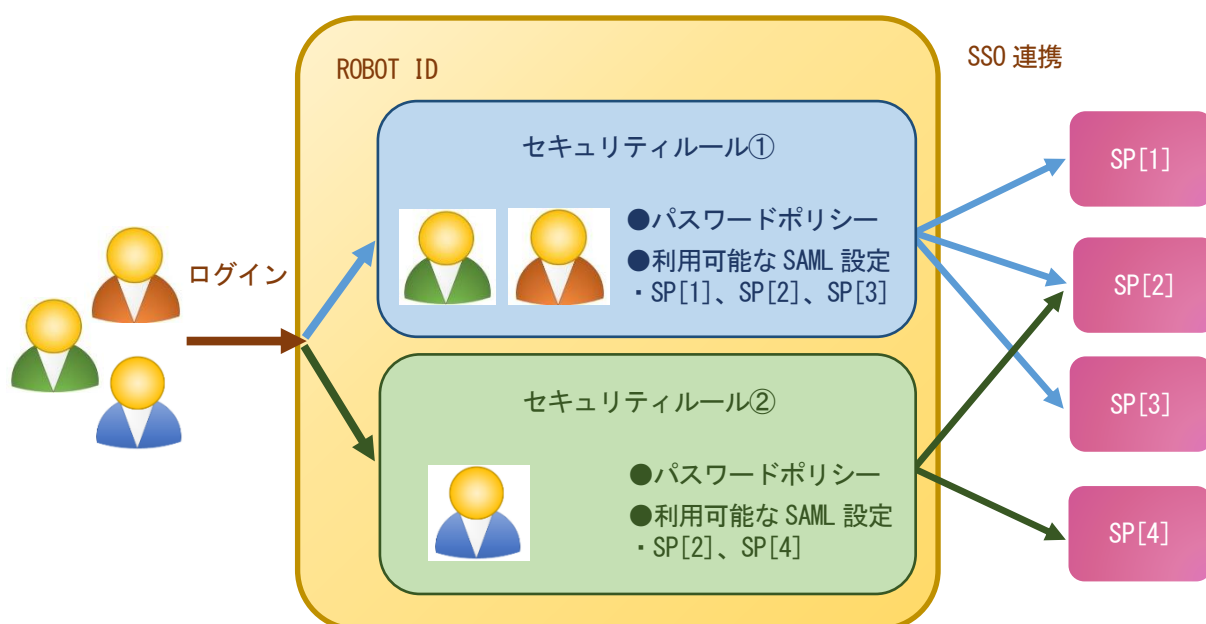 ROBOT ID
SSO 連携
セキュリティルール①
●パスワードポリシー
●利用可能な SAML 設定
・SP[1]、SP[2]、SP[3]
ログイン
セキュリティルール②
●パスワードポリシー
●利用可能な SAML 設定
・SP[2]、SP[4]
SP[1]
SP[2]
SP[3]
SP[4]